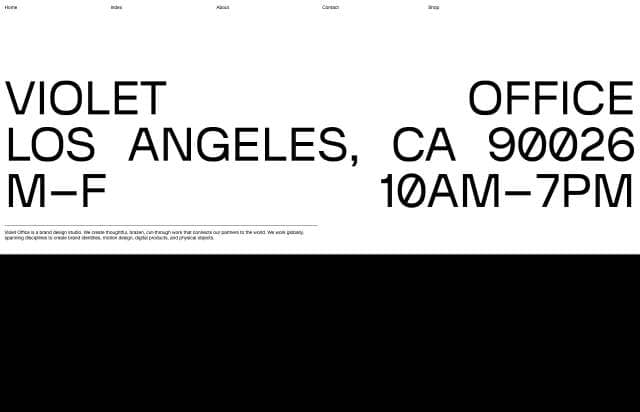 Home Index About Contact Shop
VIOLET OFFICE
LOS ANGELES, CA 90026
M–F 10AM–7PM
Violet Office is a brand design studio. We create thoughtful, brazen, cut-through work that connects our partners to the world. We work globally,
spanning disciplines to create brand identities, motion design, digital products, and physical objects.